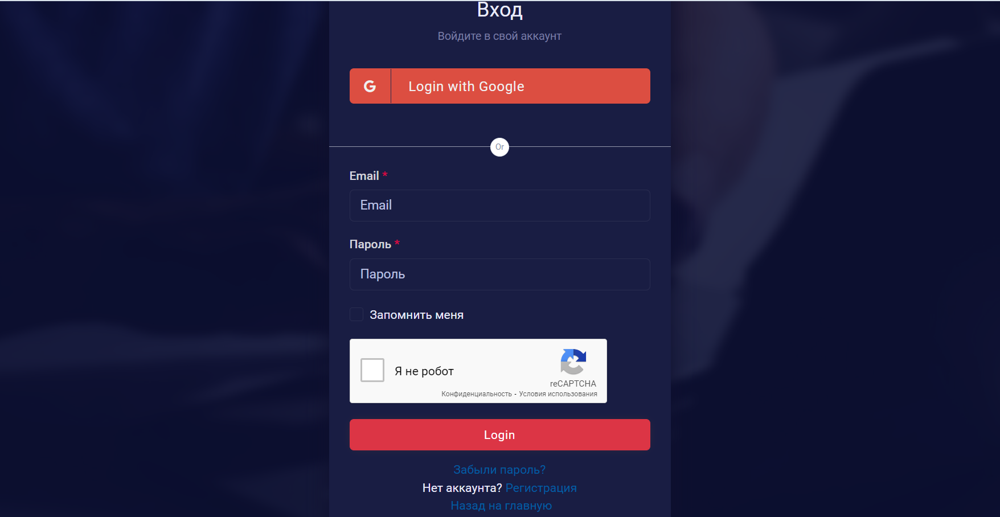 Вход
Войдите в свой аккаунт
Login with Google
Or
Email *
Email
Пароль *
Пароль
Запомнить меня
Я не робот
reCAPTCHA
Конфиденциальность - Условия использования
Login
Забыли пароль?
Нет аккаунта? Регистрация
Назад на главную